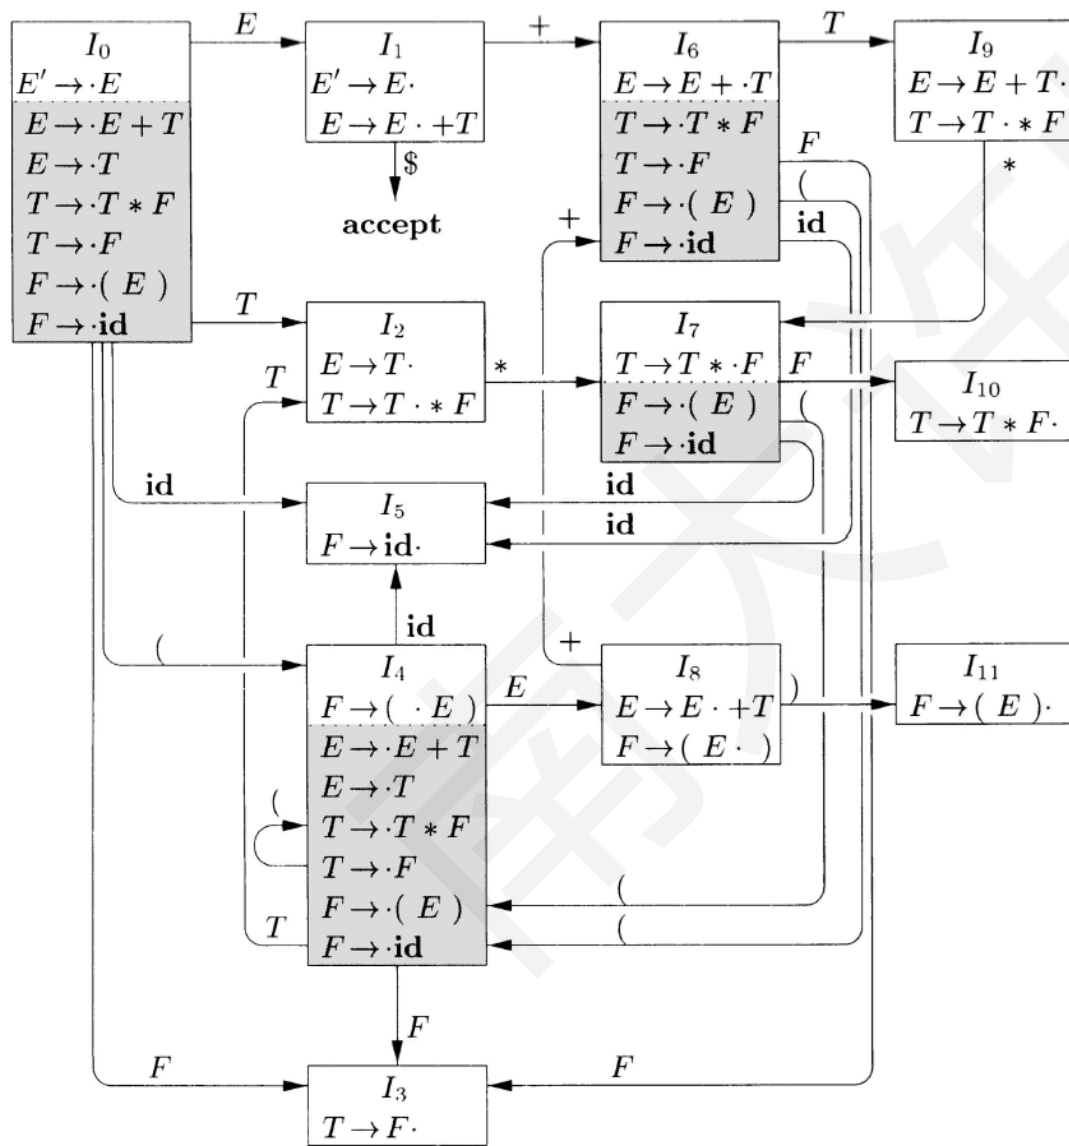 I₀
E′ → ·E
E → ·E + T
E → ·T
T → ·T * F
T → ·F
F → ·( E )
F → ·id
E
I₁
E′ → E·
E → E· +T
$
accept
+
I₆
E → E + ·T
T → ·T * F
T → ·F
F → ·( E )
F → ·id
T
I₉
E → E + T·
T → T· * F
*
F
(
id
+
T
I₂
E → T·
T → T· * F
T
*
I₇
T → T * ·F
F → ·( E )
F → ·id
F
(
I₁₀
T → T * F·
id
I₅
F → id·
id
id
id
(
I₄
F → ( · E )
E → ·E + T
E → ·T
T → ·T * F
T → ·F
F → ·( E )
F → ·id
(
T
E
+
I₈
E → E· +T
F → ( E· )
)
I₁₁
F → ( E )·
(
(
F
F
I₃
T → F·
F